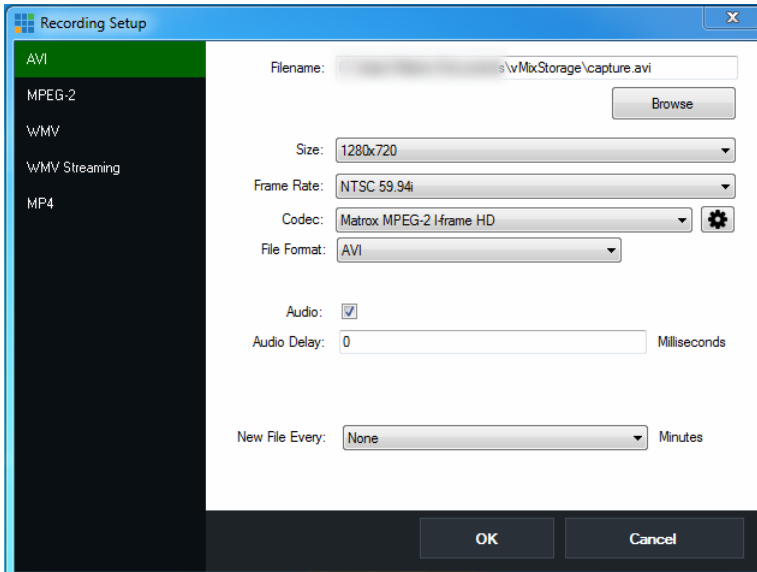 Recording Setup
AVI
MPEG-2
WMV
WMV Streaming
MP4
Filename: s\vMixStorage\capture.avi
Browse
Size: 1280x720
Frame Rate: NTSC 59.94i
Codec: Matrox MPEG-2 I-frame HD
File Format: AVI
Audio:
Audio Delay: 0 Milliseconds
New File Every: None Minutes
OK Cancel